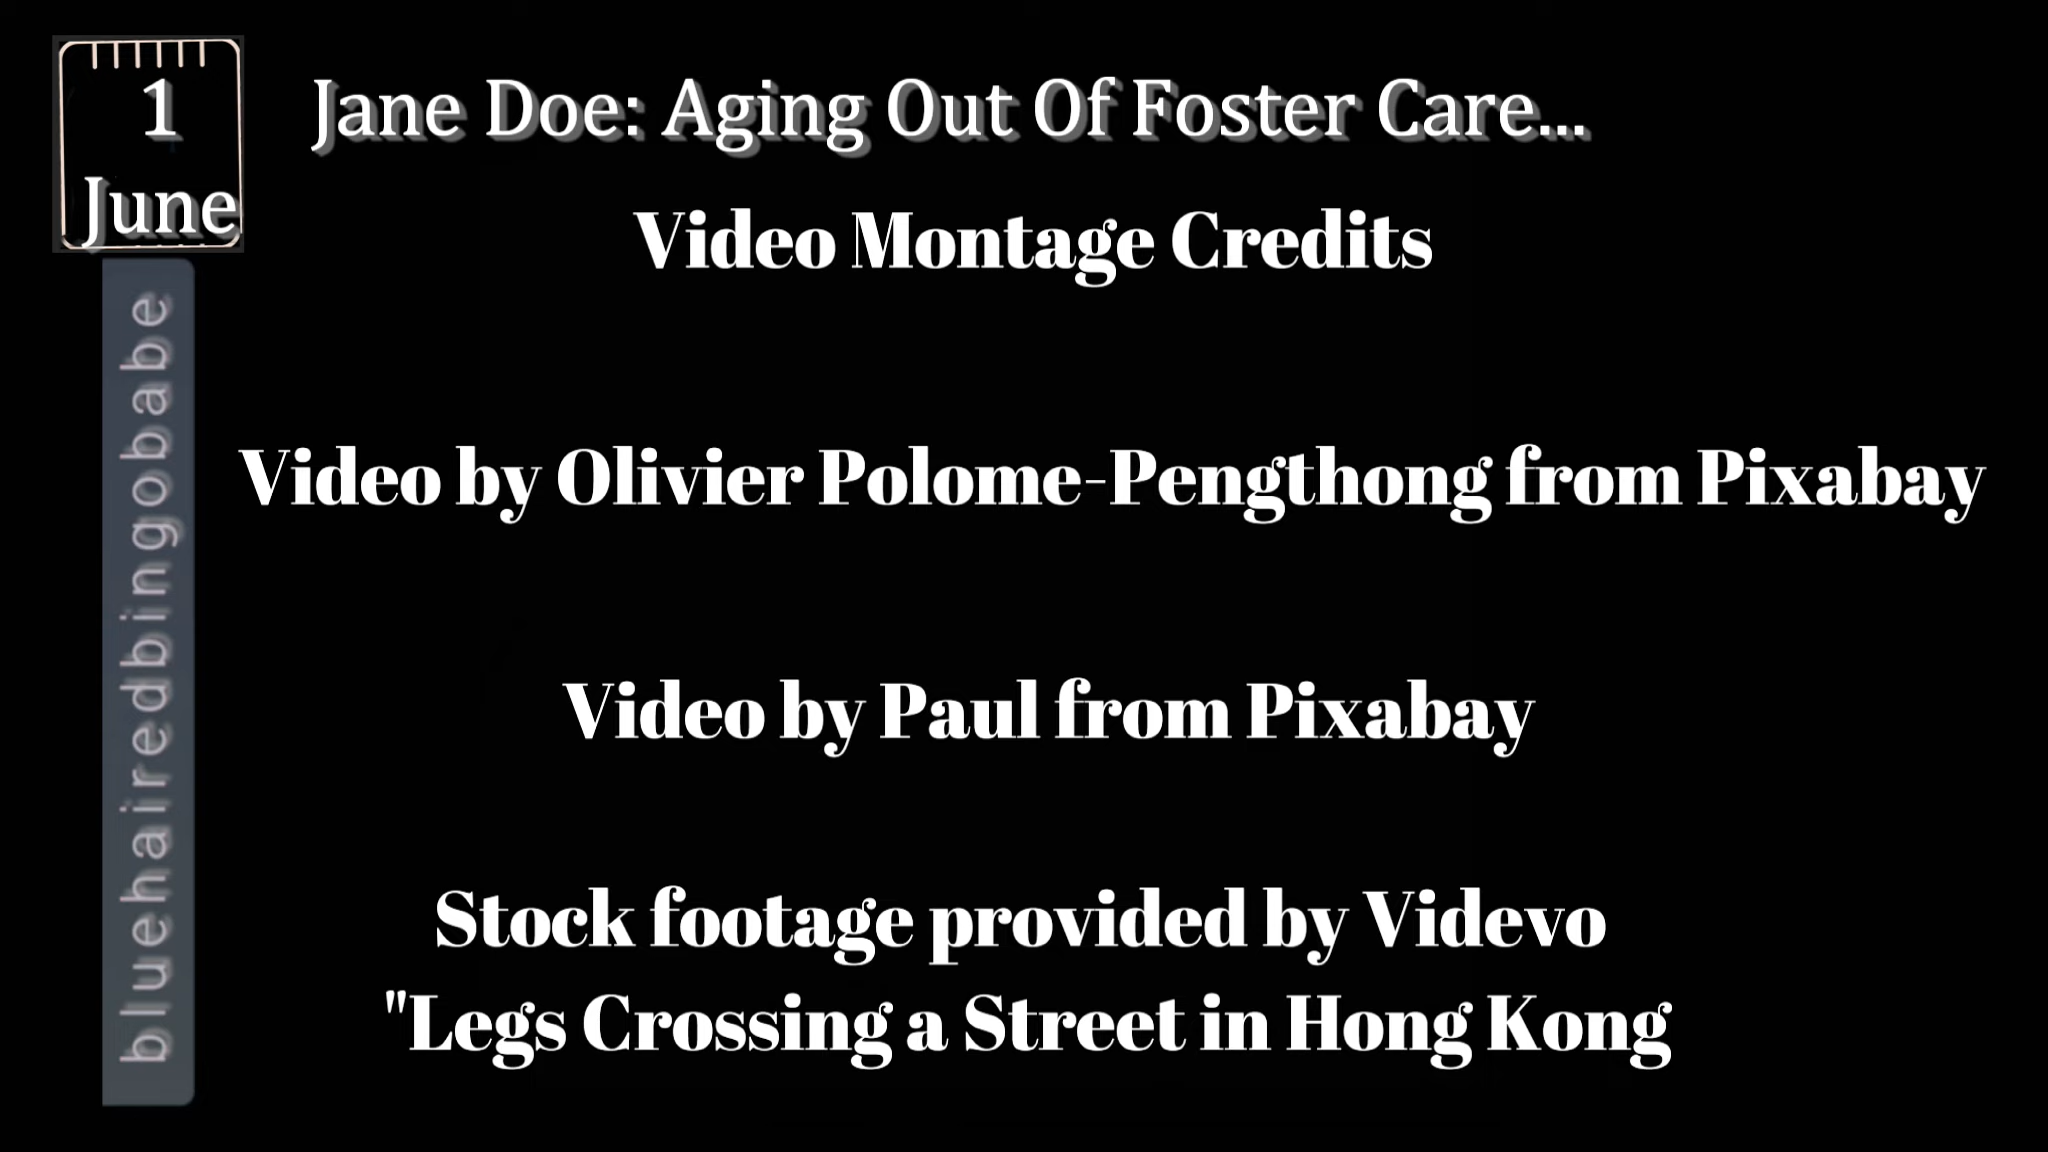 1
June
Jane Doe: Aging Out Of Foster Care...
Video Montage Credits
bluehairedbingobabe
Video by Olivier Polome-Pengthong from Pixabay
Video by Paul from Pixabay
Stock footage provided by Videvo
"Legs Crossing a Street in Hong Kong